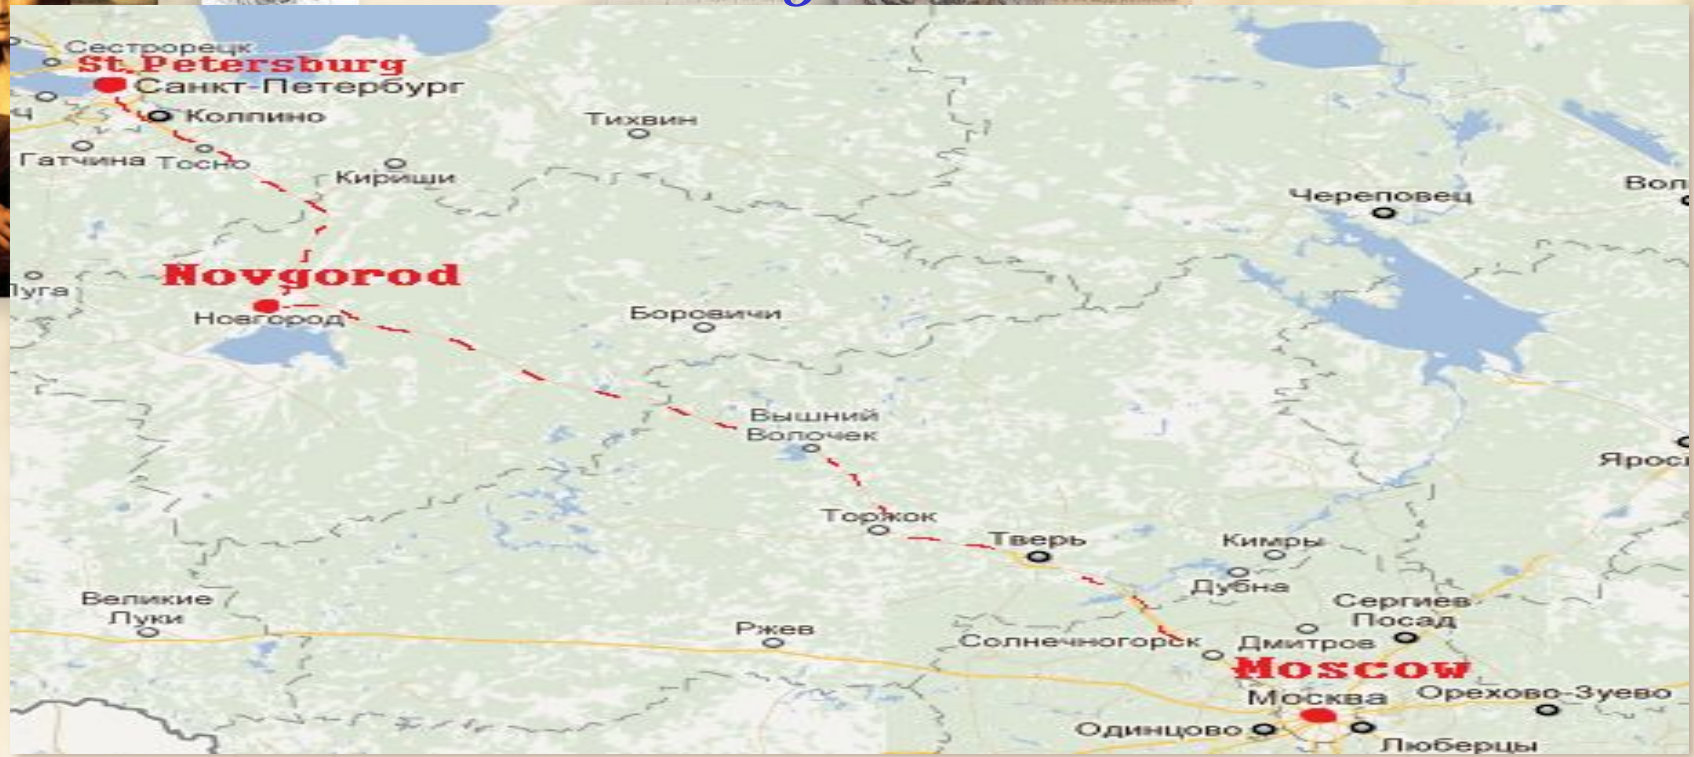 Сестрорецк
St.Petersburg
Санкт-Петербург
Колпино
Тихвин
Гатчина
Тосно
Кириши
Череповец
Вол
Novgorod
Луга
Новгород
Боровичи
Вышний
Волочек
Яросл
Торжок
Тверь
Кимры
Дубна
Великие
Луки
Сергиев
Посад
Ржев
Солнечногорск
Дмитров
Moscow
Москва
Орехово-Зуево
Одинцово
Люберцы